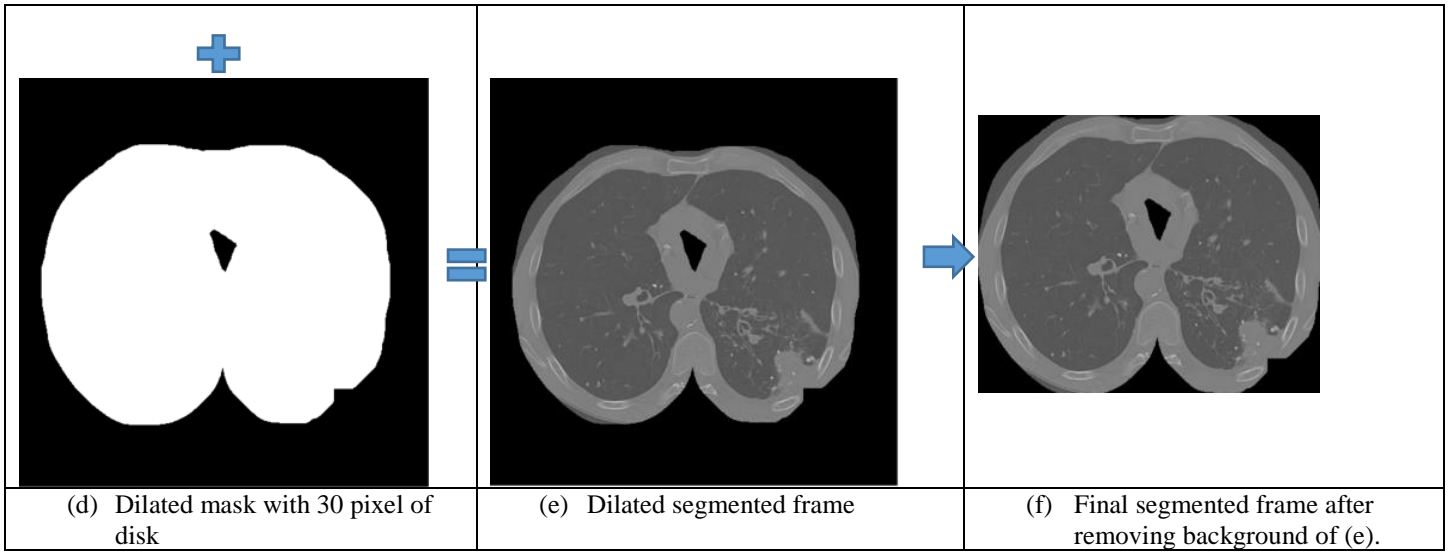 (d) Dilated mask with 30 pixel of
disk
(e) Dilated segmented frame
(f) Final segmented frame after
removing background of (e).